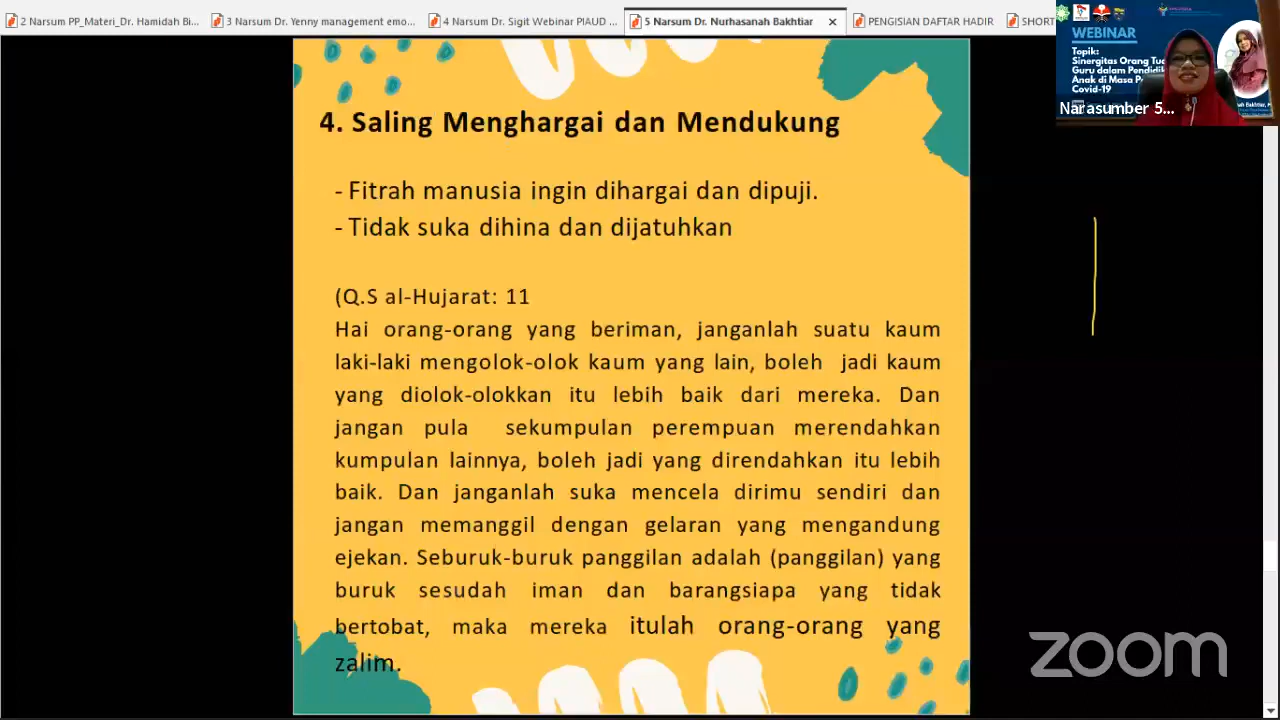 2 Narsum PP_Materi_Dr. Hamidah Bi...
3 Narsum Dr. Yenny management emo...
4 Narsum Dr. Sigit Webinar PIAUD ...
5 Narsum Dr. Nurhasanah Bakhtiar
PENGISIAN DAFTAR HADIR
SHORT
WEBINAR
Topik:
Sinergitas Orang Tua
Guru dalam Pendidik
Anak di Masa
Covid-19
Narasumber 5...
4. Saling Menghargai dan Mendukung
- Fitrah manusia ingin dihargai dan dipuji.
- Tidak suka dihina dan dijatuhkan
(Q.S al-Hujarat: 11
Hai orang-orang yang beriman, janganlah suatu kaum
laki-laki mengolok-olok kaum yang lain, boleh jadi kaum
yang diolok-olokkan itu lebih baik dari mereka. Dan
jangan pula sekumpulan perempuan merendahkan
kumpulan lainnya, boleh jadi yang direndahkan itu lebih
baik. Dan janganlah suka mencela dirimu sendiri dan
jangan memanggil dengan gelaran yang mengandung
ejekan. Seburuk-buruk panggilan adalah (panggilan) yang
buruk sesudah iman dan barangsiapa yang tidak
bertobat, maka mereka itulah orang-orang yang
zalim.
zoom